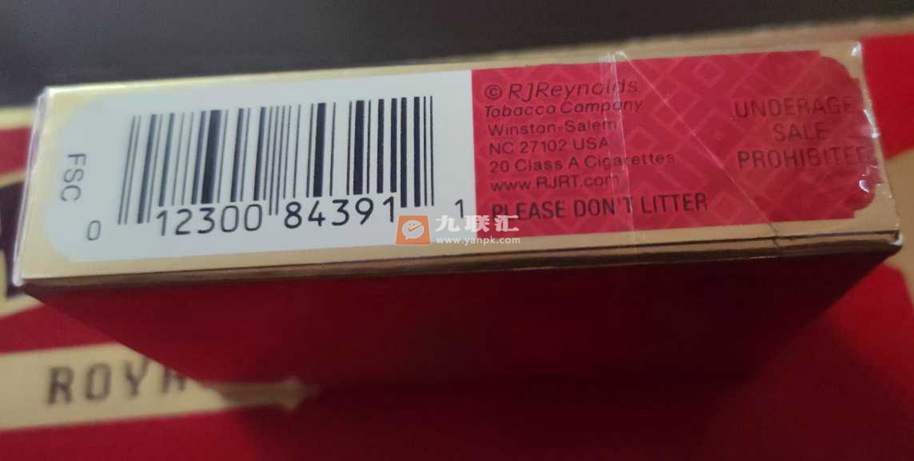 FSC
0 12300 84391 1
© RJReynolds
Tobacco Company
Winston-Salem
NC 27102 USA
20 Class A Cigarettes
www.RJRT.com
PLEASE DON'T LITTER
UNDERAGE
SALE
PROHIBITED
九联汇
www.yanpk.com